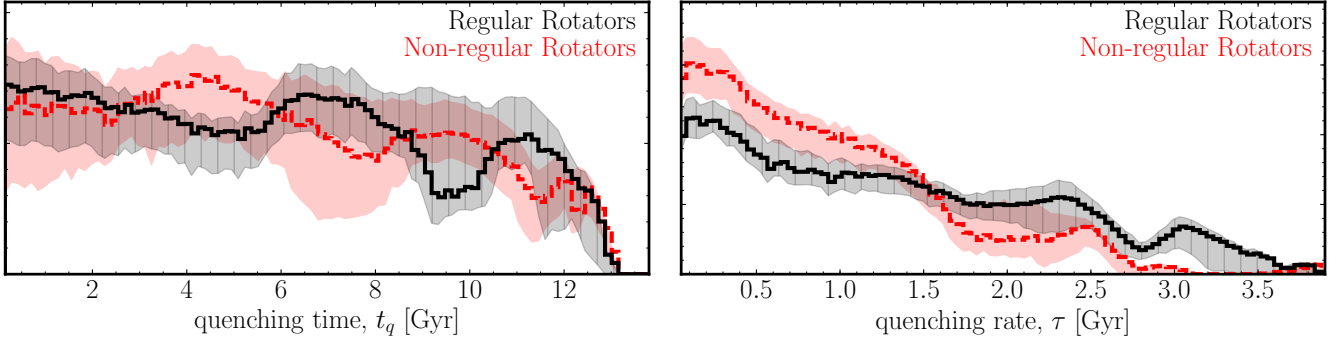 Regular Rotators
Non-regular Rotators
2 4 6 8 10 12
quenching time, t_q [Gyr]
Regular Rotators
Non-regular Rotators
0.5 1.0 1.5 2.0 2.5 3.0 3.5
quenching rate, τ [Gyr]